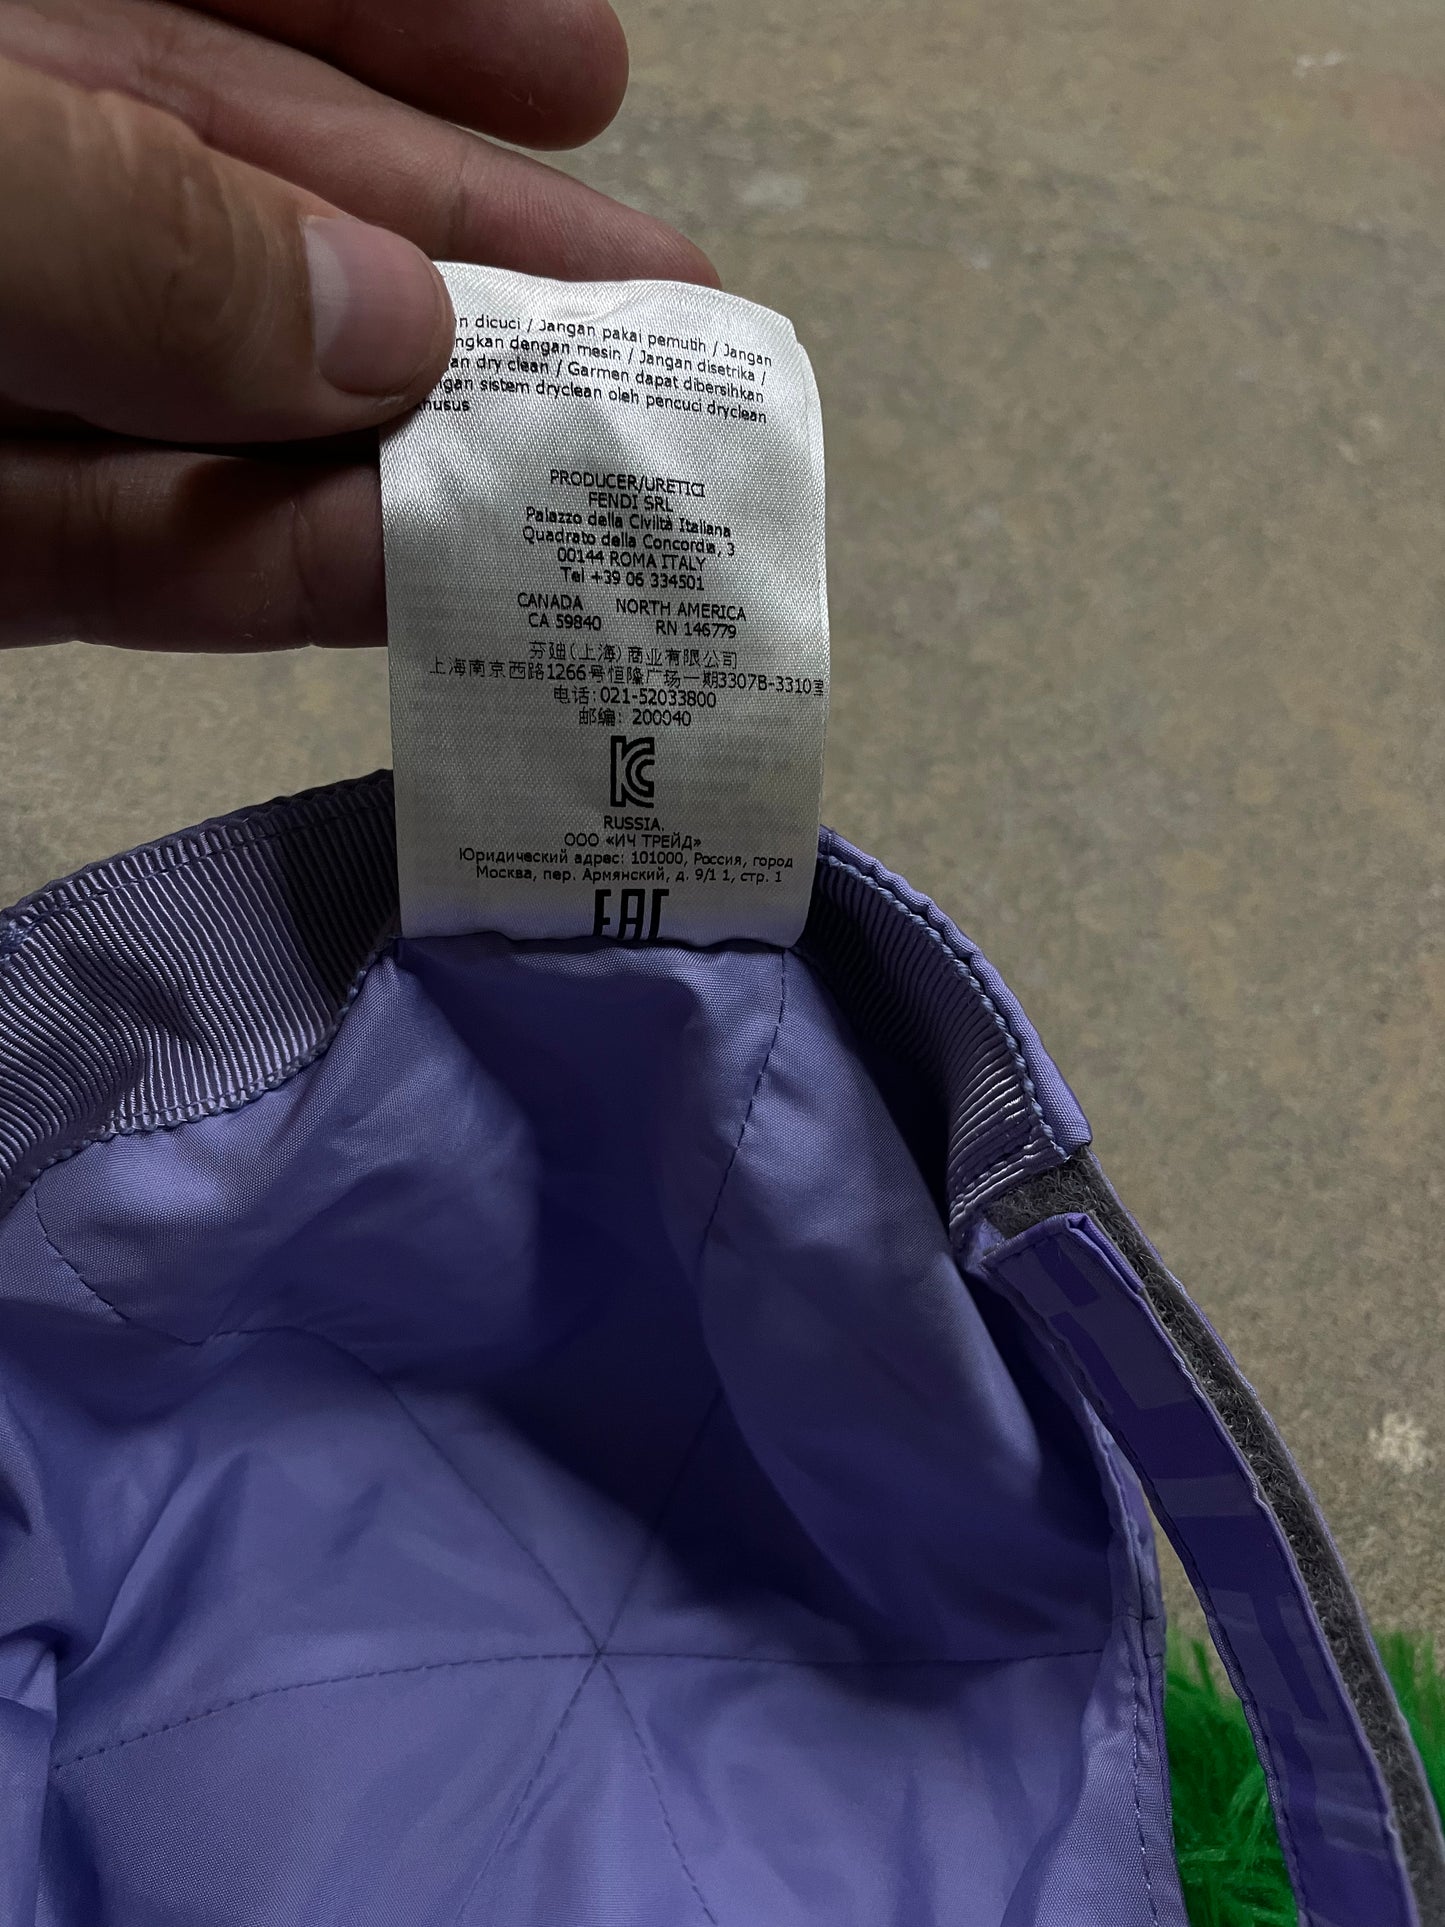 dicuci / Jangan pakai pemutih / Jangan
dengan mesin / Jangan disetrika /
dry clean / Garmen dapat dibersihkan
sistem dryclean oleh pencuci dryclean
PRODUCER/URETICI
FENDI SRL
Palazzo della Civiltà Italiana
Quadrato della Concordia, 3
00144 ROMA ITALY
Tel +39 06 334501
CANADA NORTH AMERICA
CA 59840 RN 146779
芬迪(上海)商业有限公司
上海南京西路1266号恒隆广场一期3307B-3310室
电话:021-52033800
邮编: 200040
RUSSIA.
ООО «ИЧ ТРЕЙД»
Юридический адрес: 101000, Россия, город
Москва, пер. Армянский, д. 9/1 1, стр. 1
EAC